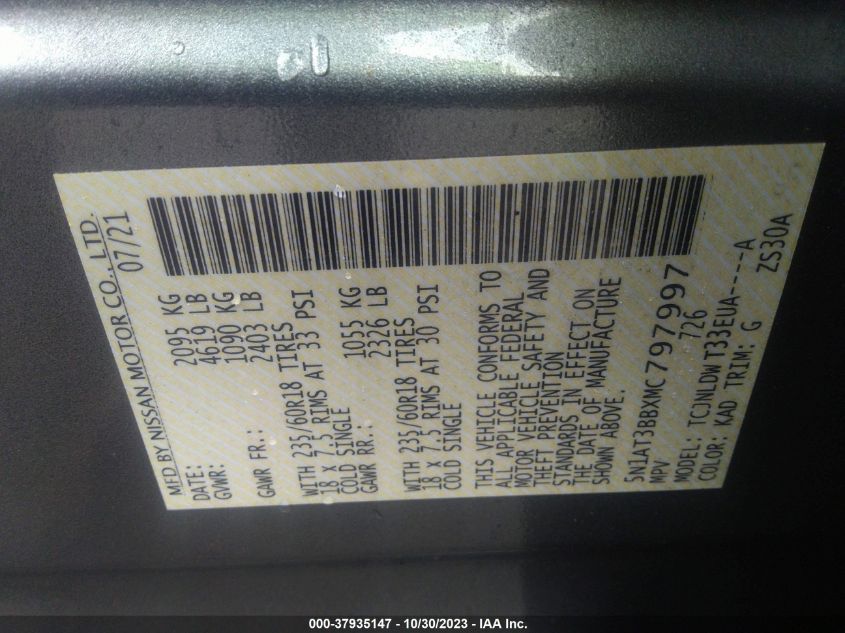 MFD BY NISSAN MOTOR CO., LTD.
DATE: 07/21
GVWR: 2095 KG
4619 LB
GAWR FR.: 1090 KG
2403 LB
WITH 235/60R18 TIRES
18 x 7.5 RIMS AT 33 PSI
COLD SINGLE
GAWR RR.: 1055 KG
2326 LB
WITH 235/60R18 TIRES
18 x 7.5 RIMS AT 30 PSI
COLD SINGLE
THIS VEHICLE CONFORMS TO
ALL APPLICABLE FEDERAL
MOTOR VEHICLE SAFETY AND
THEFT PREVENTION
STANDARDS IN EFFECT ON
THE DATE OF MANUFACTURE
SHOWN ABOVE.
5N1AT3BBXMC797997
MPV 726
MODEL: TCJNLDWT33EUA----A
COLOR: KAD TRIM: G ZS30A
000-37935147 - 10/30/2023 - IAA Inc.